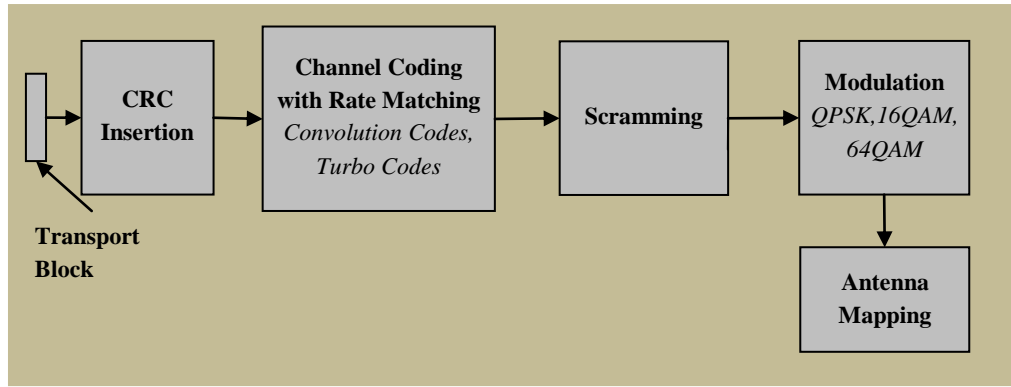 CRC
Insertion
Channel Coding
with Rate Matching
Convolution Codes,
Turbo Codes
Scramming
Modulation
QPSK,16QAM,
64QAM
Transport
Block
Antenna
Mapping